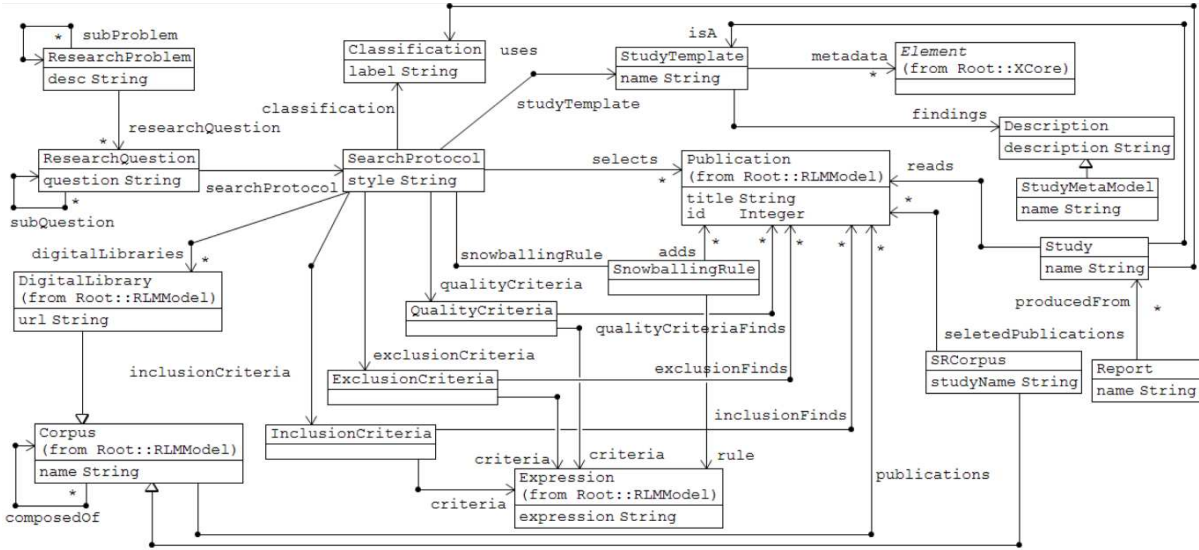 subProblem
*
ResearchProblem
desc String
researchQuestion
*
ResearchQuestion
question String
*
subQuestion
searchProtocol
Classification
label String
classification
uses
isA
StudyTemplate
name String
studyTemplate
metadata
*
Element
(from Root::XCore)
findings
Description
description String
StudyMetaModel
name String
SearchProtocol
style String
selects
*
Publication
(from Root::RLMModel)
title String
id Integer
reads
*
Study
name String
producedFrom
*
digitalLibraries
*
DigitalLibrary
(from Root::RLMModel)
url String
snowballingRule
adds
*
*
*
*
*
SnowballingRule
qualityCriteria
QualityCriteria
qualityCriteriaFinds
seletedPublications
SRCorpus
studyName String
Report
name String
inclusionCriteria
exclusionCriteria
ExclusionCriteria
exclusionFinds
InclusionCriteria
inclusionFinds
Corpus
(from Root::RLMModel)
name String
*
composedOf
criteria
criteria
criteria
rule
Expression
(from Root::RLMModel)
expression String
publications